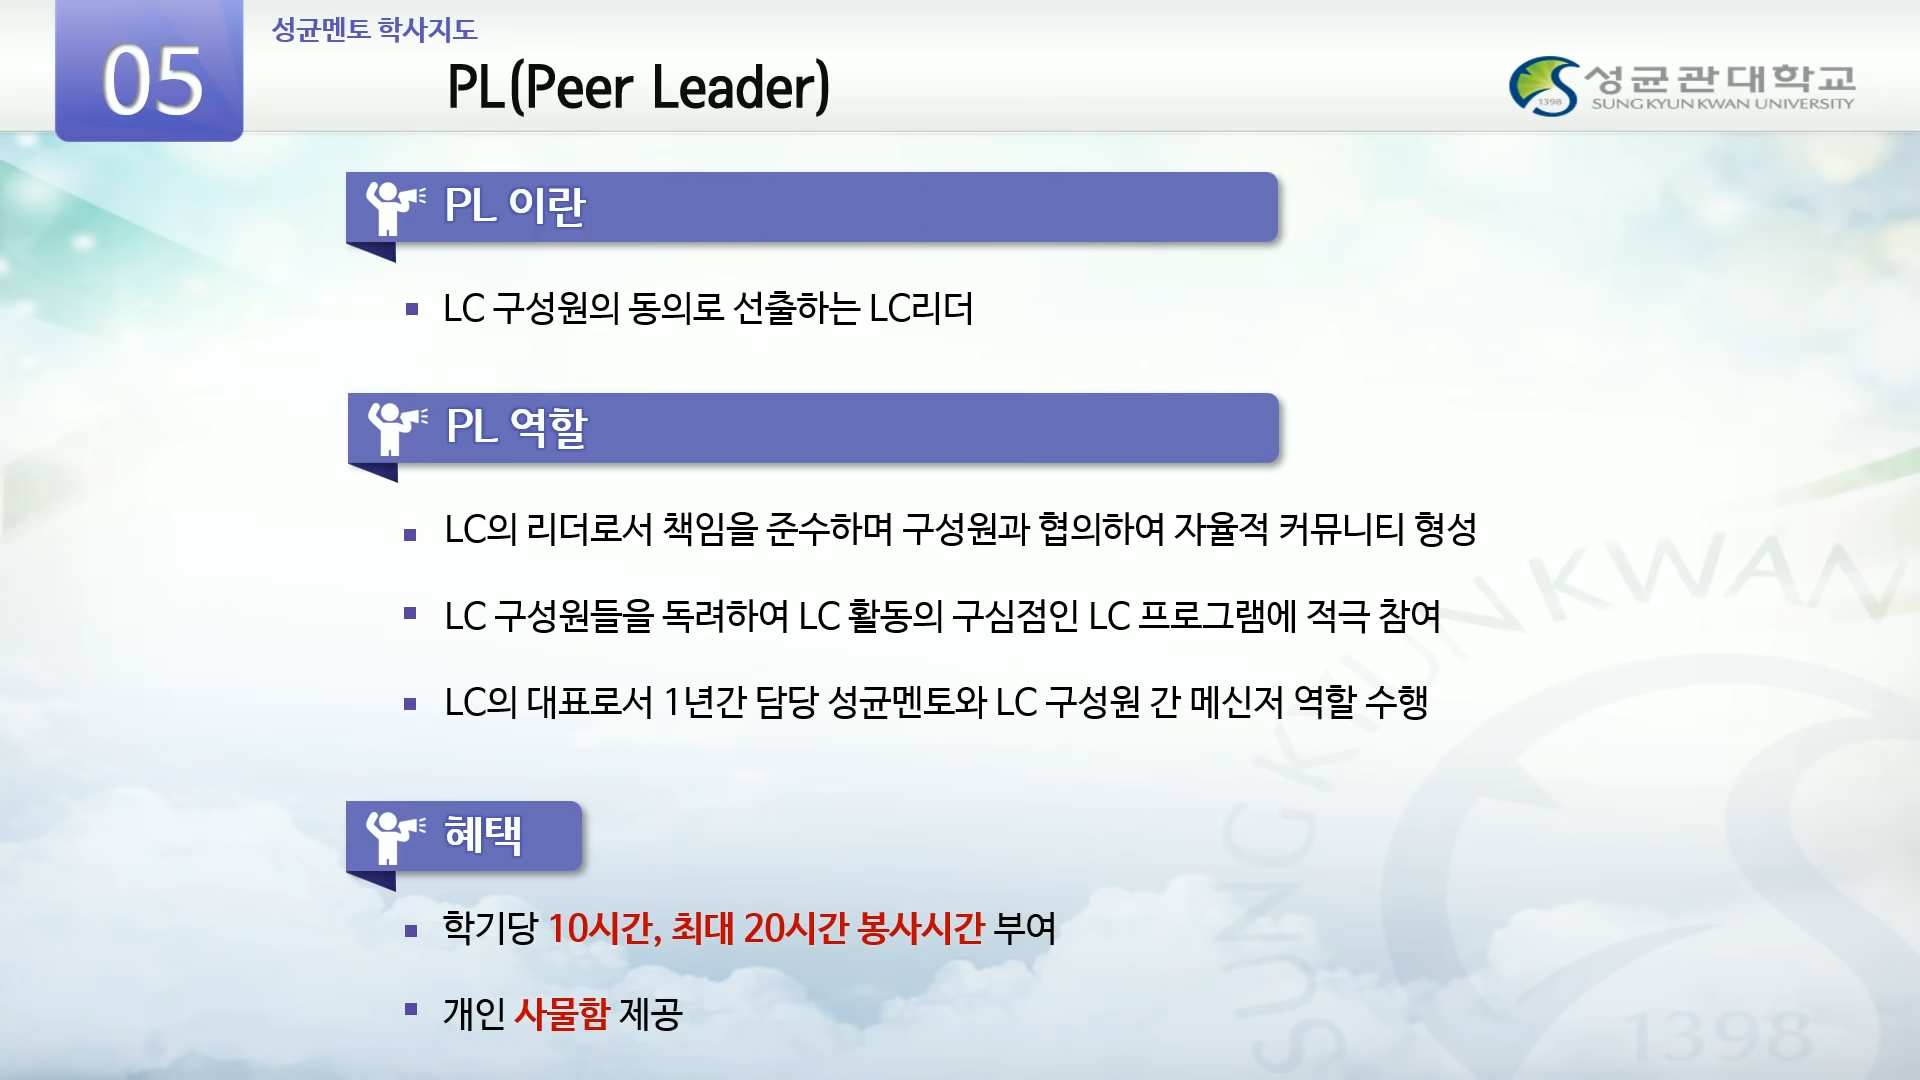 05
성균멘토 학사지도
PL(Peer Leader)
1398
성균관대학교
SUNG KYUN KWAN UNIVERSITY
PL 이란
LC 구성원의 동의로 선출하는 LC리더
PL 역할
LC의 리더로서 책임을 준수하며 구성원과 협의하여 자율적 커뮤니티 형성
LC 구성원들을 독려하여 LC 활동의 구심점인 LC 프로그램에 적극 참여
LC의 대표로서 1년간 담당 성균멘토와 LC 구성원 간 메신저 역할 수행
혜택
학기당 10시간, 최대 20시간 봉사시간 부여
개인 사물함 제공
SUNG KYUN KWAN
1398